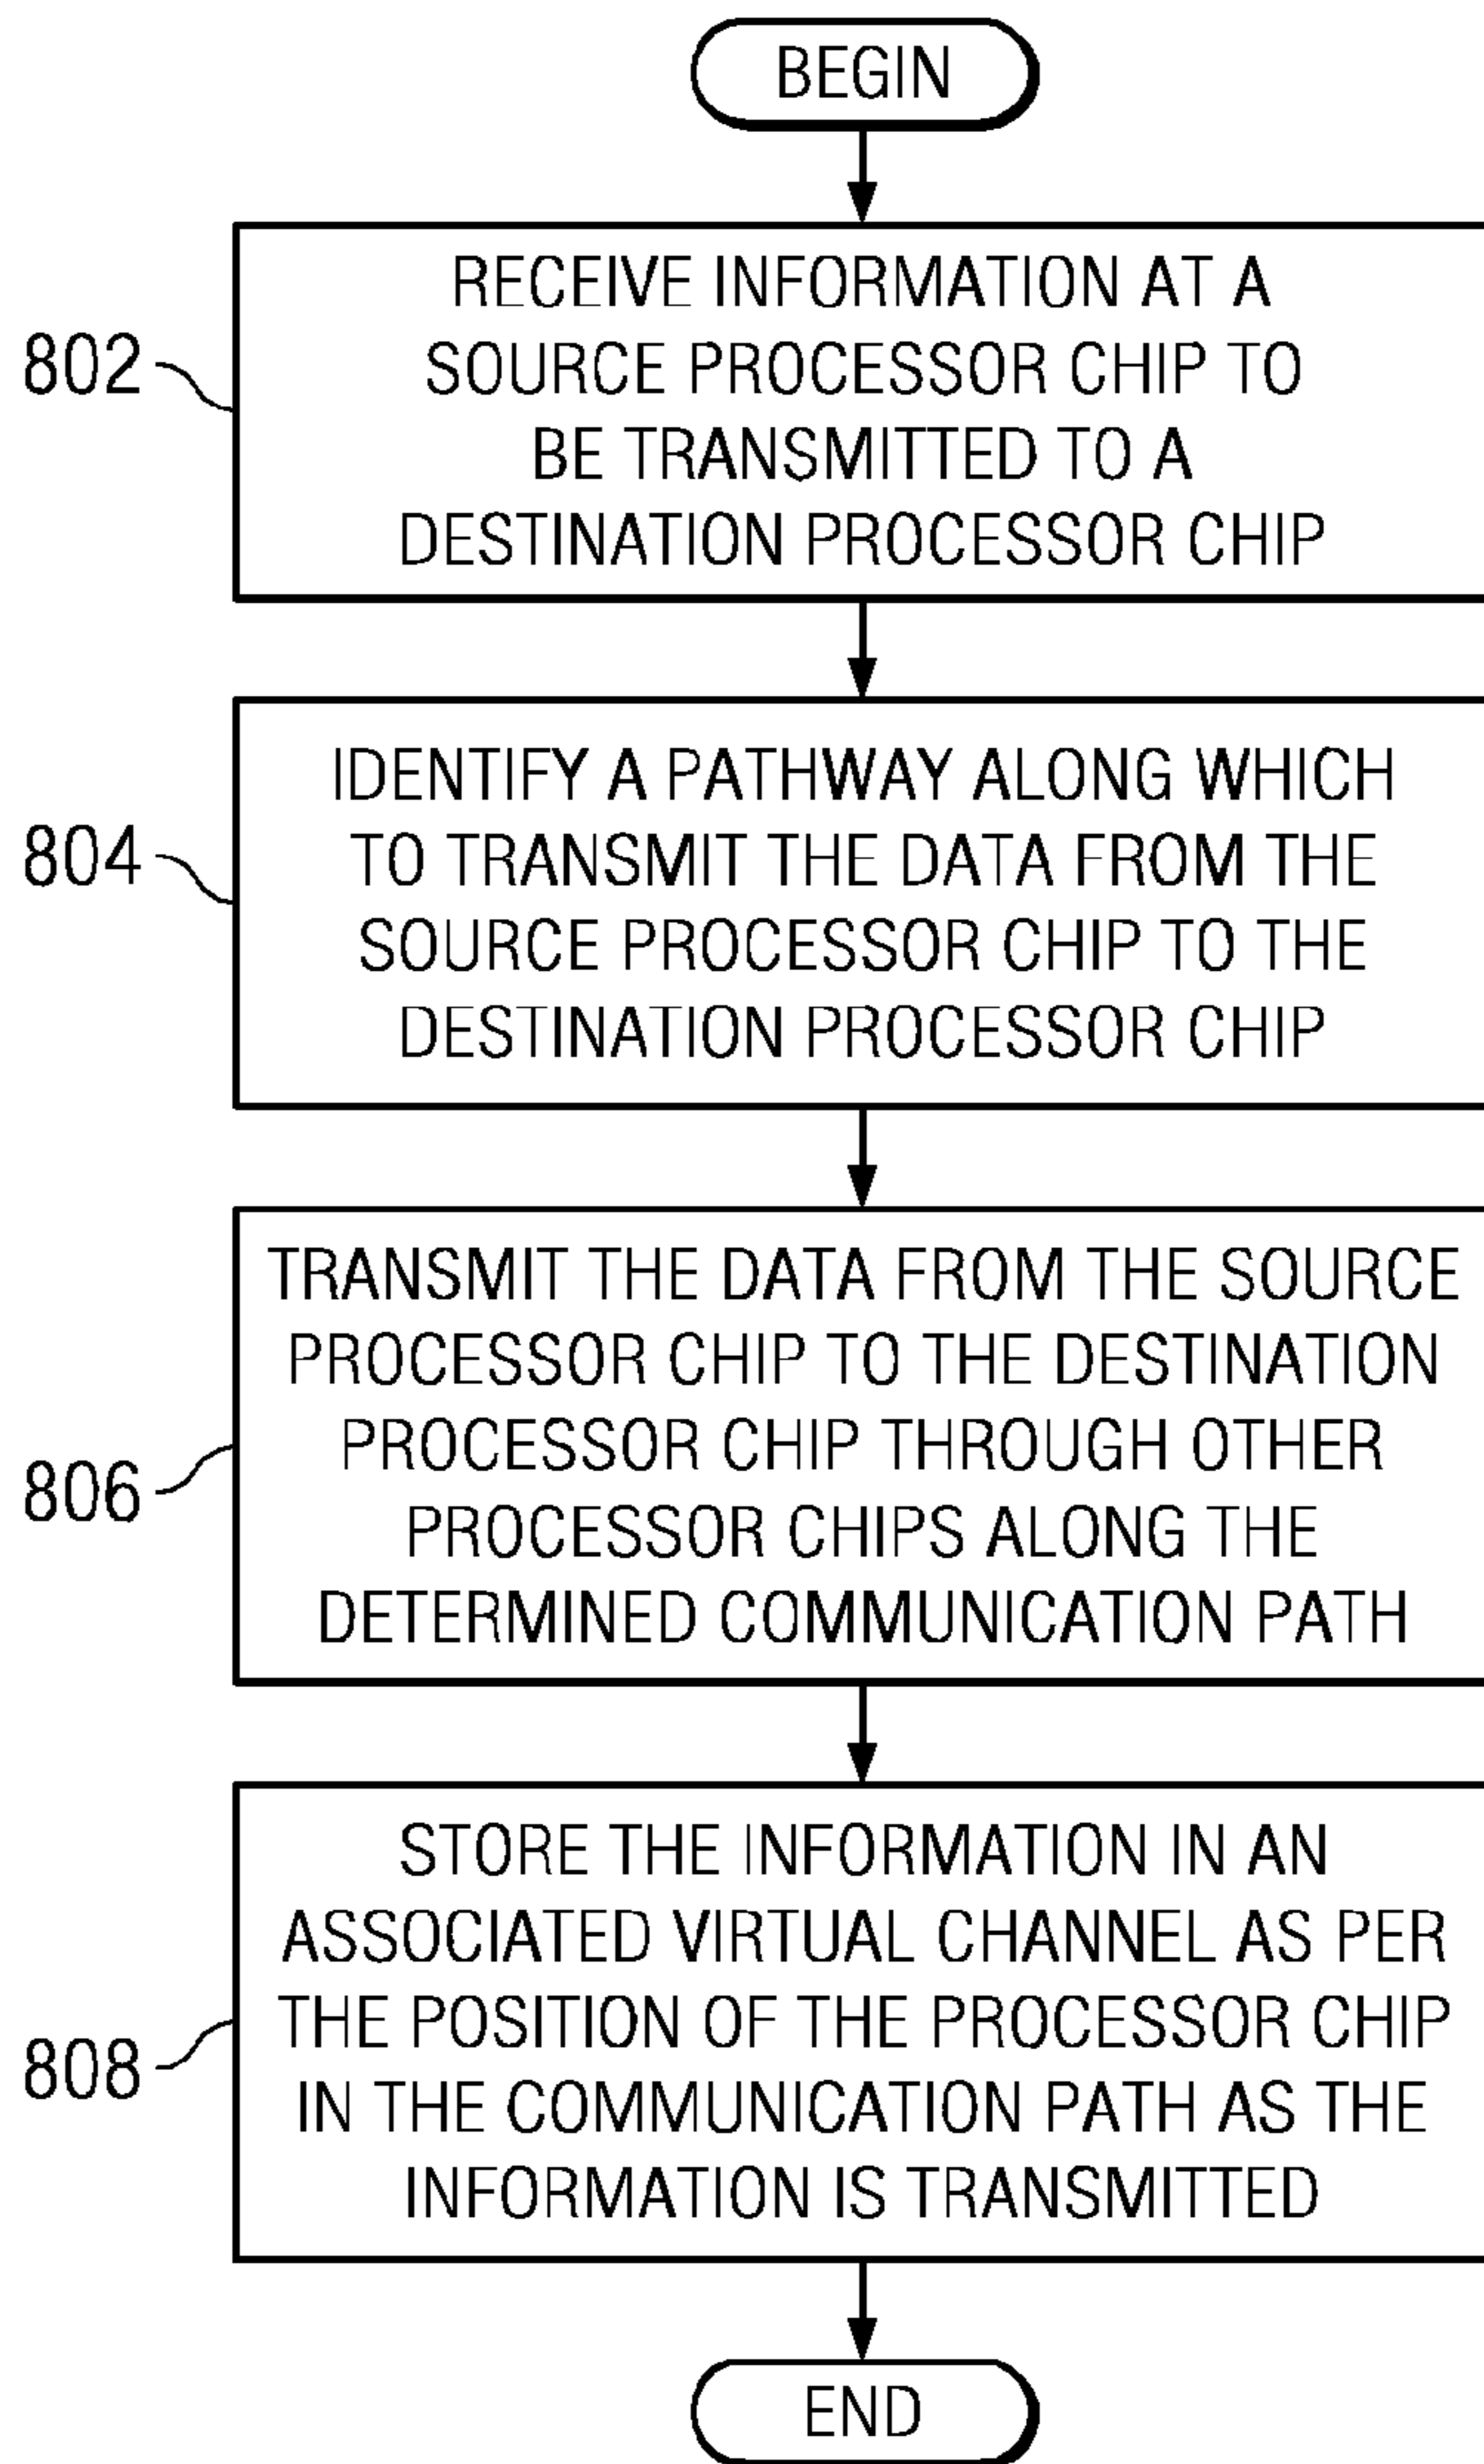 BEGIN
RECEIVE INFORMATION AT A
SOURCE PROCESSOR CHIP TO
BE TRANSMITTED TO A
DESTINATION PROCESSOR CHIP
802
IDENTIFY A PATHWAY ALONG WHICH
TO TRANSMIT THE DATA FROM THE
SOURCE PROCESSOR CHIP TO THE
DESTINATION PROCESSOR CHIP
804
TRANSMIT THE DATA FROM THE SOURCE
PROCESSOR CHIP TO THE DESTINATION
PROCESSOR CHIP THROUGH OTHER
PROCESSOR CHIPS ALONG THE
DETERMINED COMMUNICATION PATH
806
STORE THE INFORMATION IN AN
ASSOCIATED VIRTUAL CHANNEL AS PER
THE POSITION OF THE PROCESSOR CHIP
IN THE COMMUNICATION PATH AS THE
INFORMATION IS TRANSMITTED
808
END